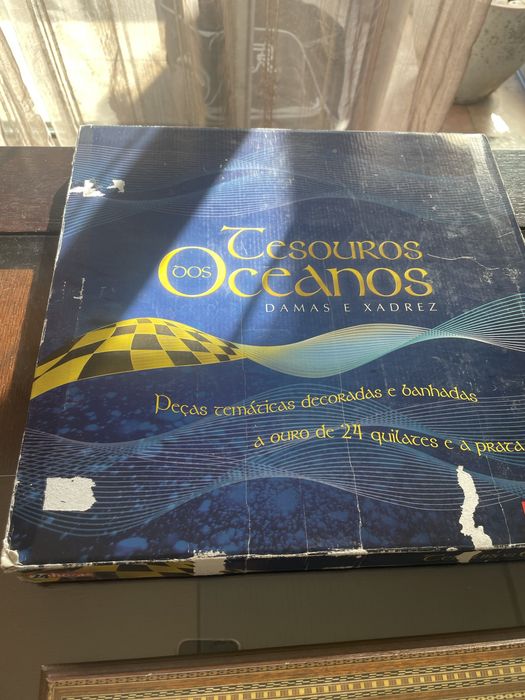 Tesouros
dos Oceanos
DAMAS E XADREZ
Peças temáticas decoradas e banhadas
a ouro de 24 quilates e a prata